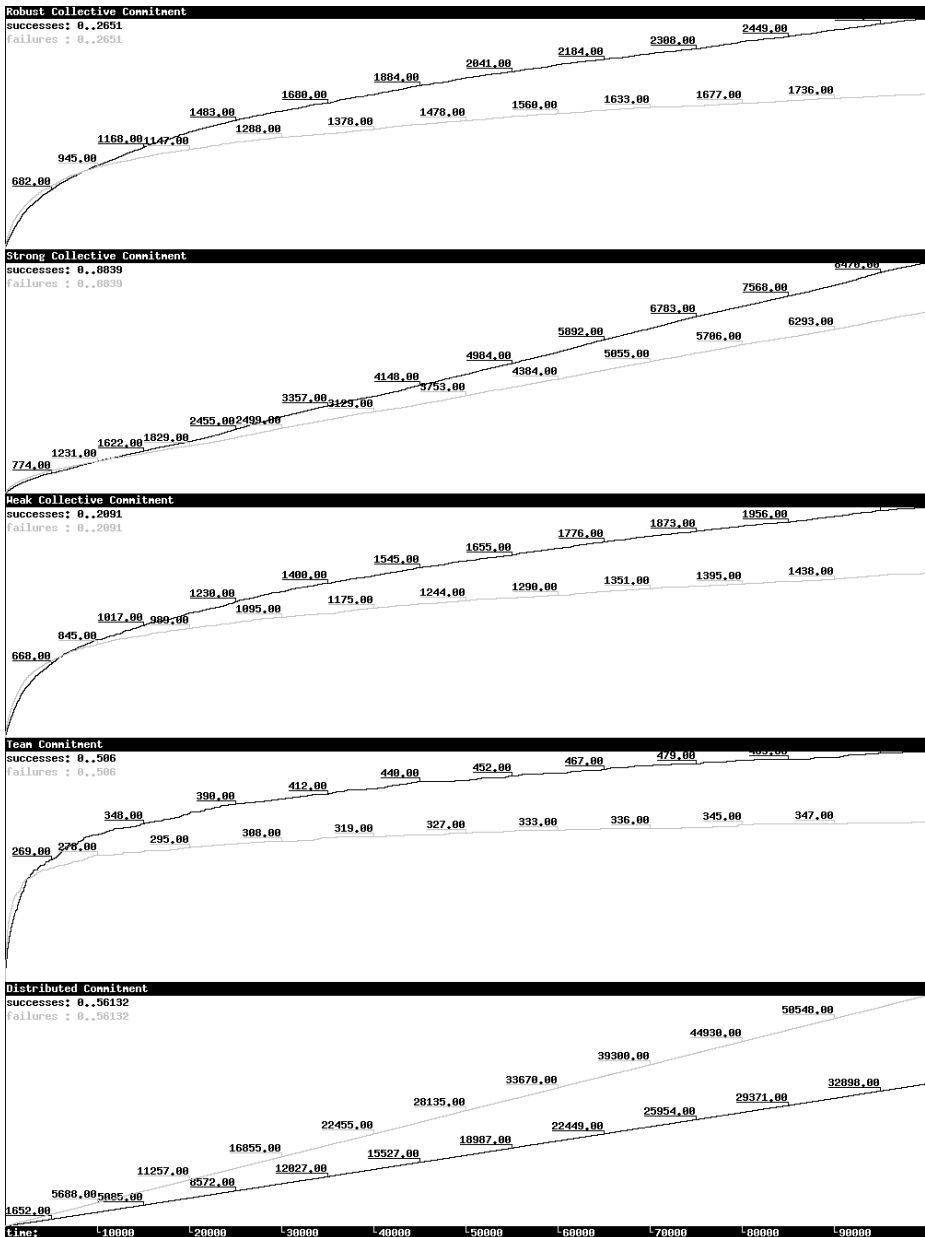 Robust Collective Commitment
successes: 0..2651
failures : 0..2651
682.00 945.00 1168.00 1147.00 1483.00 1288.00 1680.00 1378.00 1884.00 1478.00 2041.00 1560.00 2184.00 1633.00 2308.00 1677.00 2449.00 1736.00
Strong Collective Commitment
successes: 0..8839
failures : 0..8839
774.00 1231.00 1622.00 1829.00 2455.00 2499.00 3357.00 3129.00 4148.00 3753.00 4984.00 4384.00 5892.00 5055.00 6783.00 5706.00 7568.00 6293.00 8470.00
Weak Collective Commitment
successes: 0..2091
failures : 0..2091
668.00 845.00 1017.00 989.00 1230.00 1095.00 1400.00 1175.00 1545.00 1244.00 1655.00 1290.00 1776.00 1351.00 1873.00 1395.00 1956.00 1438.00
Team Commitment
successes: 0..506
failures : 0..506
269.00 278.00 348.00 295.00 390.00 308.00 412.00 319.00 440.00 327.00 452.00 333.00 467.00 336.00 479.00 345.00 347.00
Distributed Commitment
successes: 0..56132
failures : 0..56132
1652.00 5688.00 5085.00 11257.00 8572.00 16855.00 12027.00 22455.00 15527.00 28135.00 18987.00 33670.00 22449.00 39300.00 25954.00 44930.00 29371.00 50548.00 32898.00
time: 10000 20000 30000 40000 50000 60000 70000 80000 90000